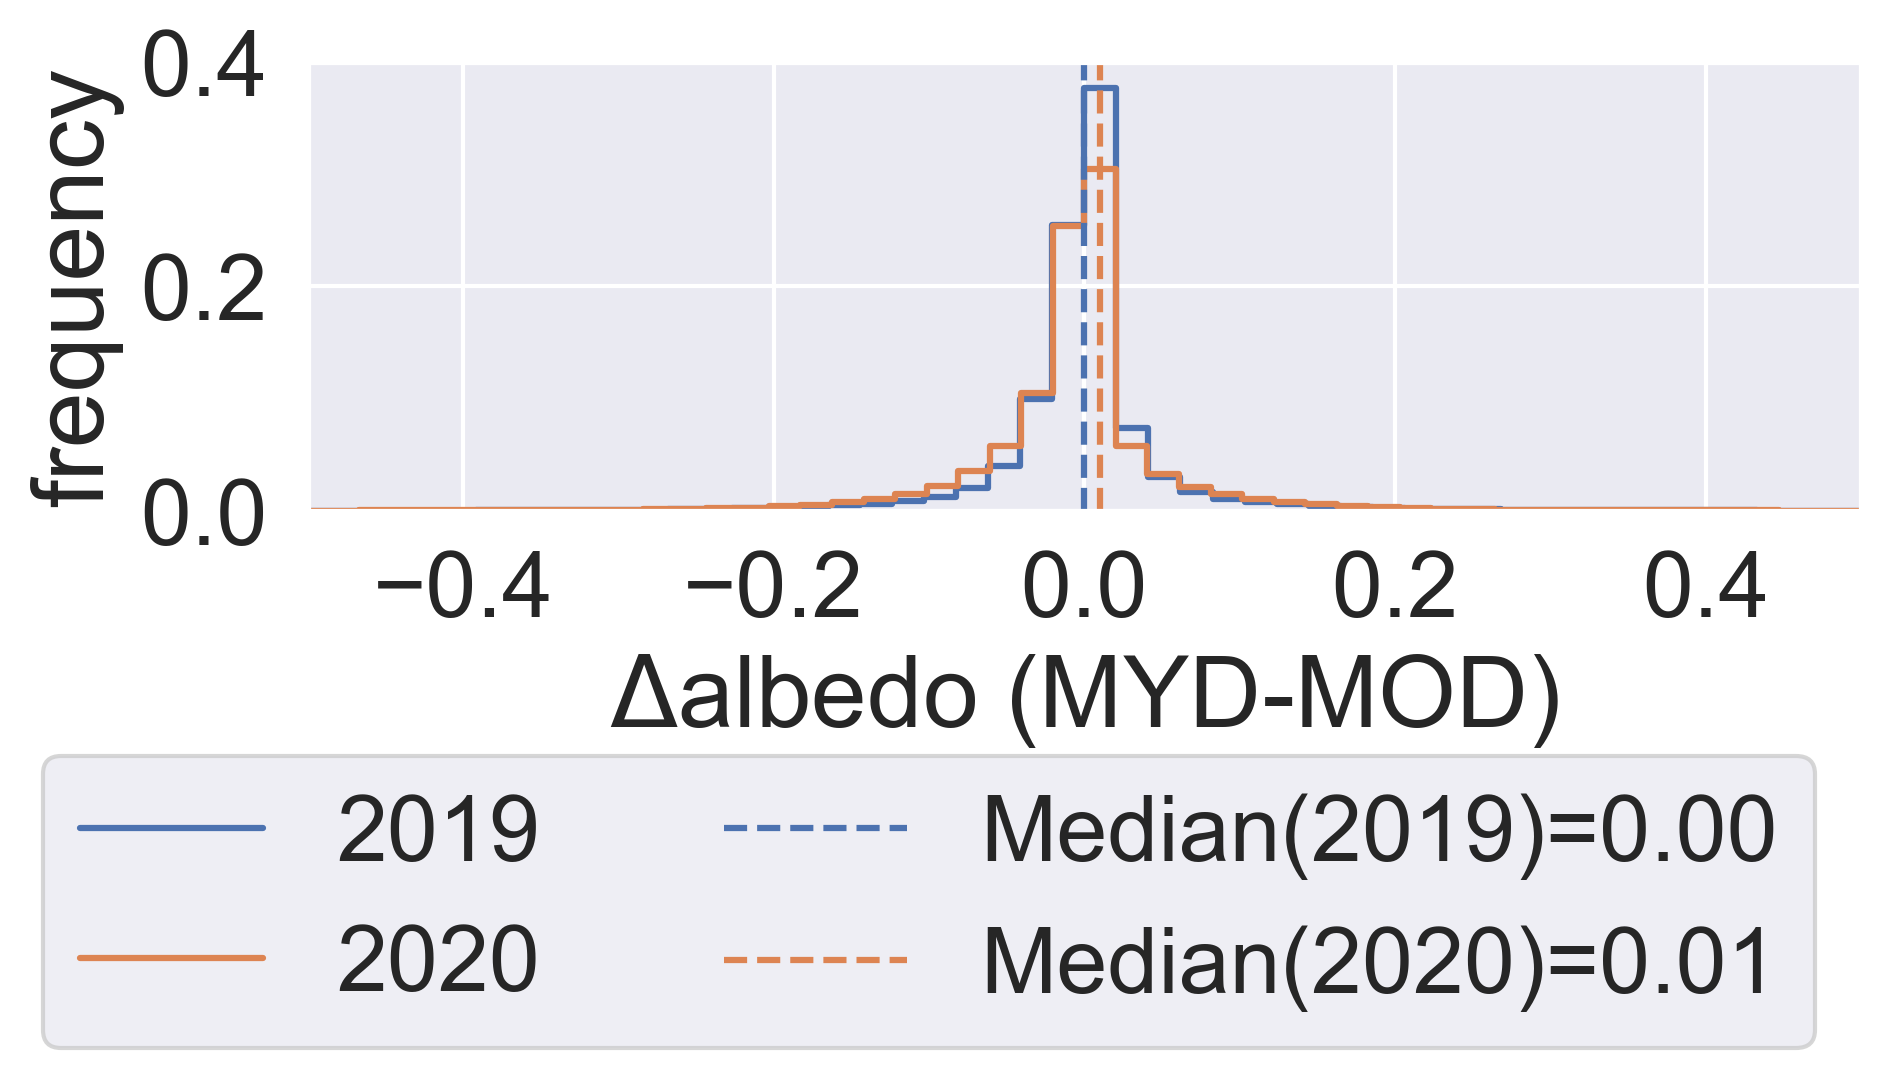 0.4
0.2
0.0
frequency
−0.4 −0.2 0.0 0.2 0.4
Δalbedo (MYD-MOD)
2019 Median(2019)=0.00
2020 Median(2020)=0.01